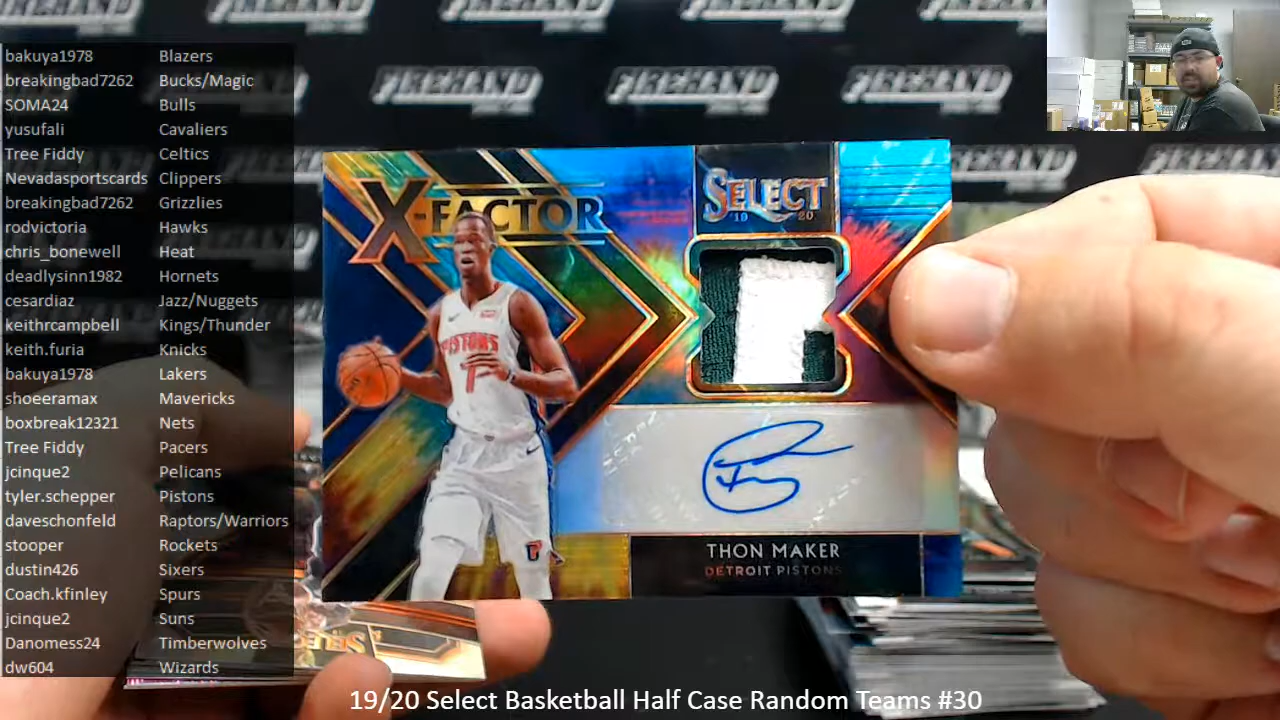 bakuya1978 Blazers
breakingbad7262 Bucks/Magic
SOMA24 Bulls
yusufali Cavaliers
Tree Fiddy Celtics
Nevadasportscards Clippers
breakingbad7262 Grizzlies
rodvictoria Hawks
chris_bonewell Heat
deadlysinn1982 Hornets
cesardiaz Jazz/Nuggets
keithrcampbell Kings/Thunder
keith.furia Knicks
bakuya1978 Lakers
shoeeramax Mavericks
boxbreak12321 Nets
Tree Fiddy Pacers
jcinque2 Pelicans
tyler.schepper Pistons
daveschonfeld Raptors/Warriors
stooper Rockets
dustin426 Sixers
Coach.kfinley Spurs
jcinque2 Suns
Danomess24 Timberwolves
dw604 Wizards
FIREHAND FIREHAND FIREHAND
X-FACTOR
SELECT
19 20
PISTONS
7
THON MAKER
DETROIT PISTONS
19/20 Select Basketball Half Case Random Teams #30